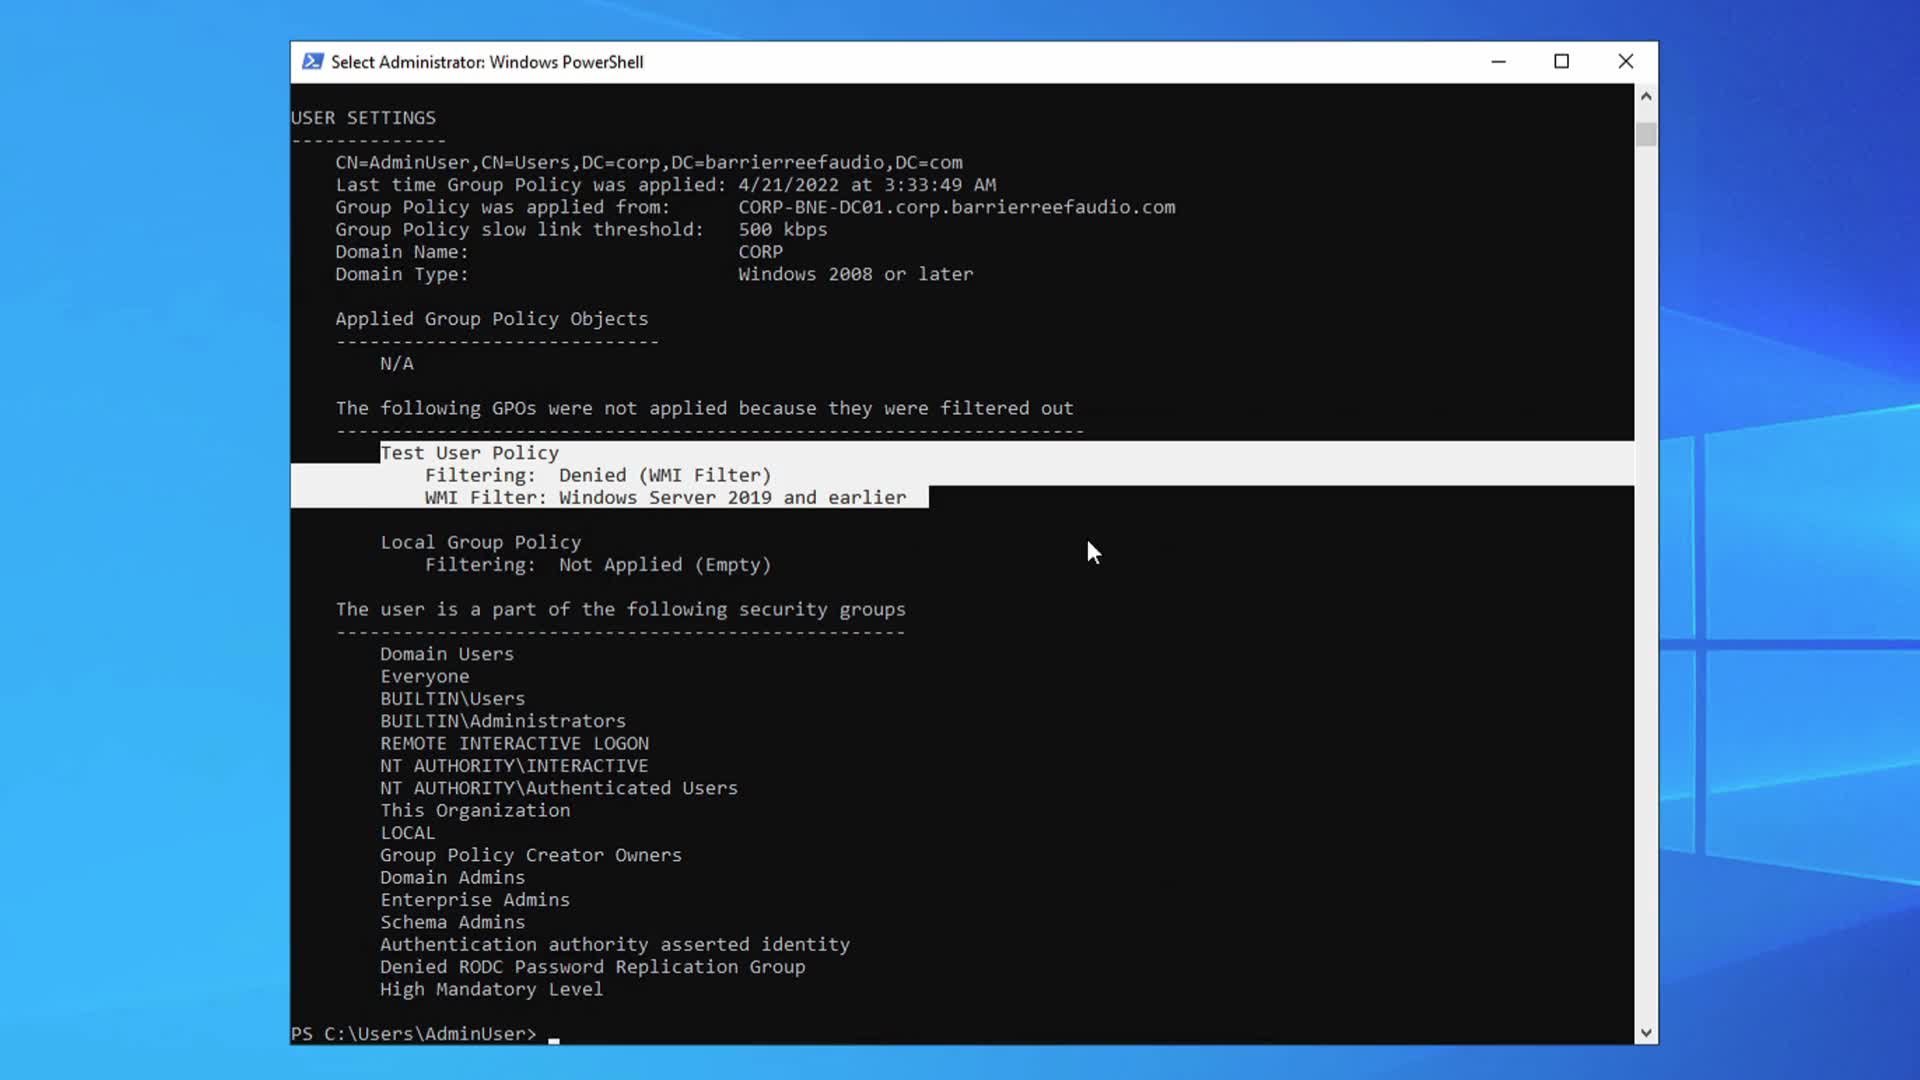 Select Administrator: Windows PowerShell
USER SETTINGS
--------------
CN=AdminUser,CN=Users,DC=corp,DC=barrierreefaudio,DC=com
Last time Group Policy was applied: 4/21/2022 at 3:33:49 AM
Group Policy was applied from:      CORP-BNE-DC01.corp.barrierreefaudio.com
Group Policy slow link threshold:   500 kbps
Domain Name:                        CORP
Domain Type:                        Windows 2008 or later
Applied Group Policy Objects
-----------------------------
N/A
The following GPOs were not applied because they were filtered out
-------------------------------------------------------------------
Test User Policy
Filtering:  Denied (WMI Filter)
WMI Filter: Windows Server 2019 and earlier
Local Group Policy
Filtering:  Not Applied (Empty)
The user is a part of the following security groups
---------------------------------------------------
Domain Users
Everyone
BUILTIN\Users
BUILTIN\Administrators
REMOTE INTERACTIVE LOGON
NT AUTHORITY\INTERACTIVE
NT AUTHORITY\Authenticated Users
This Organization
LOCAL
Group Policy Creator Owners
Domain Admins
Enterprise Admins
Schema Admins
Authentication authority asserted identity
Denied RODC Password Replication Group
High Mandatory Level
PS C:\Users\AdminUser>